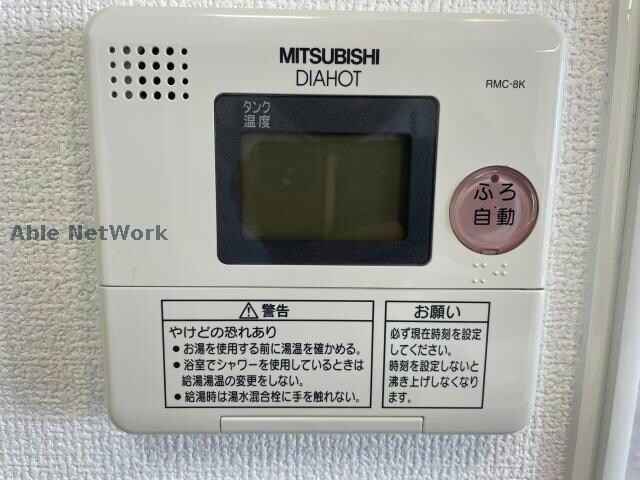 MITSUBISHI
DIAHOT
RMC-8K
タンク
温度
ふろ
自動
Able NetWork
⚠警告
やけどの恐れあり
●お湯を使用する前に湯温を確かめる。
●浴室でシャワーを使用しているときは
給湯湯温の変更をしない。
●給湯時は湯水混合栓に手を触れない。
お願い
必ず現在時刻を設定
してください。
時刻を設定しないと
沸き上げしなくなり
ます。